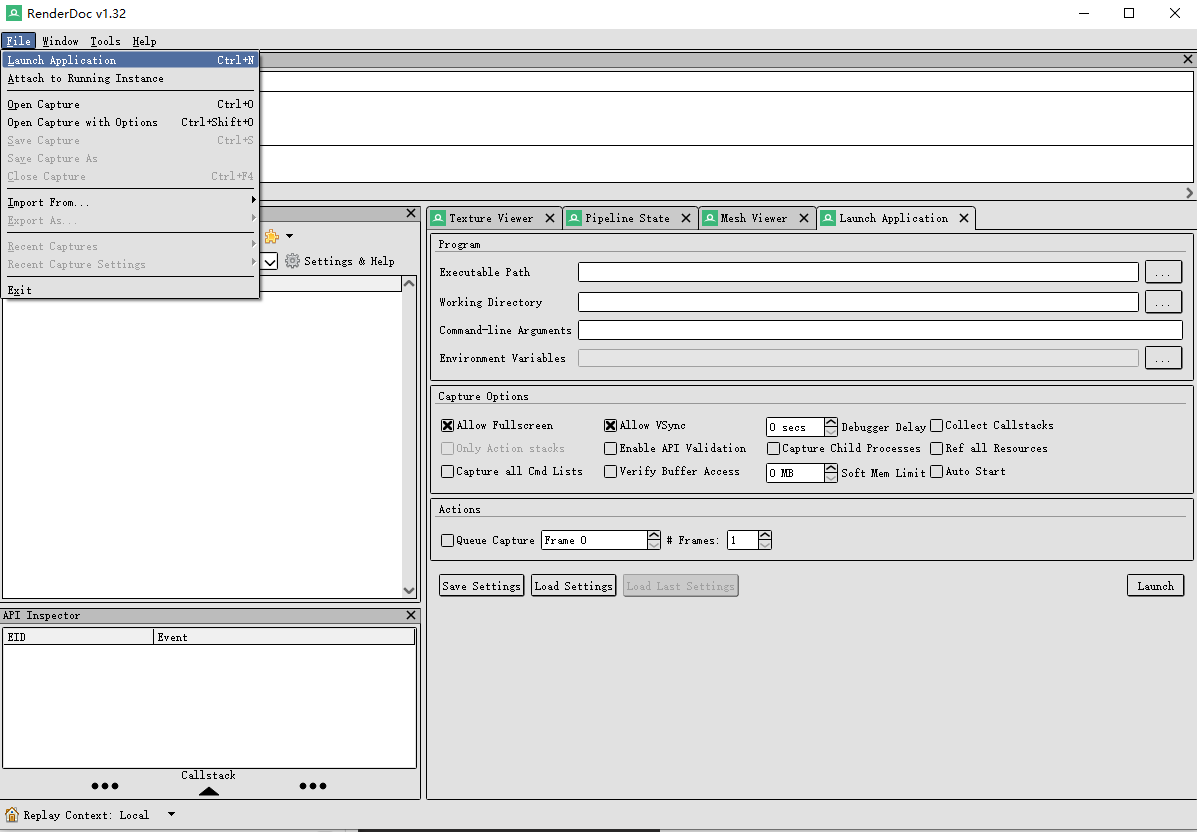 RenderDoc v1.32
File Window Tools Help
Launch Application Ctrl+N
Attach to Running Instance
Open Capture Ctrl+O
Open Capture with Options Ctrl+Shift+O
Save Capture Ctrl+S
Save Capture As
Close Capture Ctrl+F4
Import From...
Export As...
Recent Captures
Recent Capture Settings
Exit
Settings & Help
Texture Viewer Pipeline State Mesh Viewer Launch Application
Program
Executable Path ...
Working Directory ...
Command-line Arguments
Environment Variables ...
Capture Options
Allow Fullscreen Allow VSync 0 secs Debugger Delay Collect Callstacks
Only Action stacks Enable API Validation Capture Child Processes Ref all Resources
Capture all Cmd Lists Verify Buffer Access 0 MB Soft Mem Limit Auto Start
Actions
Queue Capture Frame 0 # Frames: 1
Save Settings Load Settings Load Last Settings Launch
API Inspector
EID Event
Callstack
Replay Context: Local